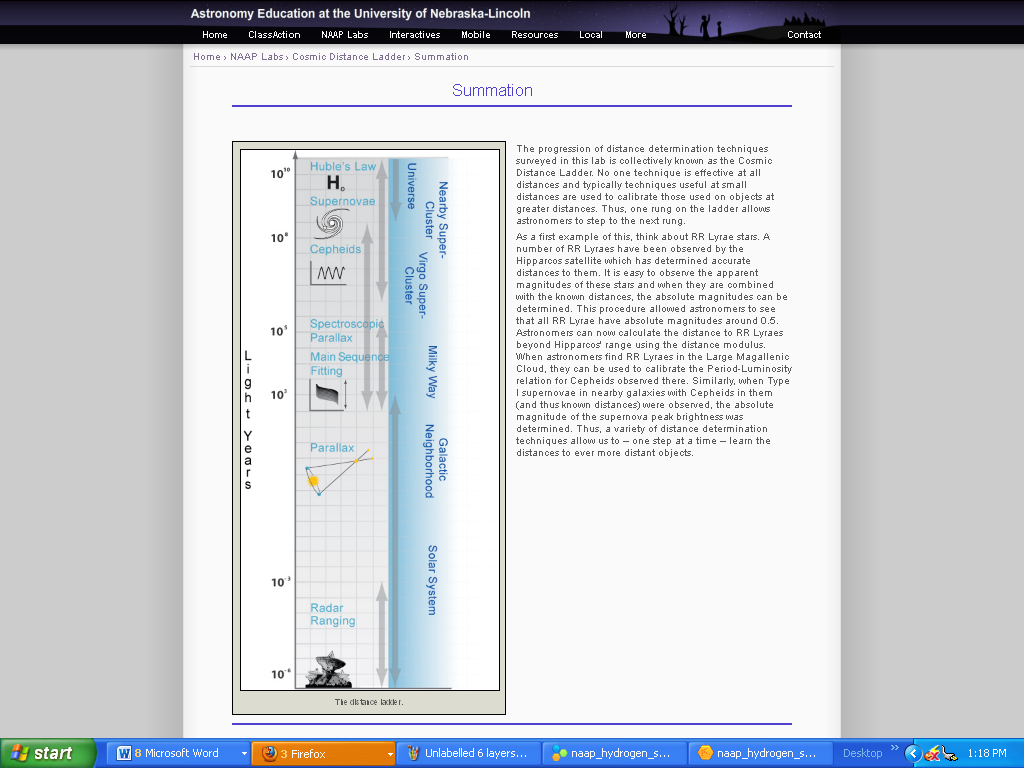 Astronomy Education at the University of Nebraska-Lincoln
Home ClassAction NAAP Labs Interactives Mobile Resources Local More Contact
Home › NAAP Labs › Cosmic Distance Ladder › Summation
Summation
Light Years
10¹⁰
10⁸
10⁵
10³
10⁻³
10⁻⁶
Huble's Law
H₀
Supernovae
Cepheids
Spectroscopic
Parallax
Main Sequence
Fitting
Parallax
Radar
Ranging
Universe
Nearby Super-
Cluster
Virgo Super-
Cluster
Milky Way
Galactic
Neighborhood
Solar System
The distance ladder.
The progression of distance determination techniques
surveyed in this lab is collectively known as the Cosmic
Distance Ladder. No one technique is effective at all
distances and typically techniques useful at small
distances are used to calibrate those used on objects at
greater distances. Thus, one rung on the ladder allows
astronomers to step to the next rung.
As a first example of this, think about RR Lyrae stars. A
number of RR Lyraes have been observed by the
Hipparcos satellite which has determined accurate
distances to them. It is easy to observe the apparent
magnitudes of these stars and when they are combined
with the known distances, the absolute magnitudes can be
determined. This procedure allowed astronomers to see
that all RR Lyrae have absolute magnitudes around 0.5.
Astronomers can now calculate the distance to RR Lyraes
beyond Hipparcos' range using the distance modulus.
When astronomers find RR Lyraes in the Large Magallenic
Cloud, they can be used to calibrate the Period-Luminosity
relation for Cepheids observed there. Similarly, when Type
I supernovae in nearby galaxies with Cepheids in them
(and thus known distances) were observed, the absolute
magnitude of the supernova peak brightness was
determined. Thus, a variety of distance determination
techniques allow us to — one step at a time — learn the
distances to ever more distant objects.
start 8 Microsoft Word 3 Firefox Unlabelled 6 layers... naap_hydrogen_s... naap_hydrogen_s... Desktop » 1:18 PM